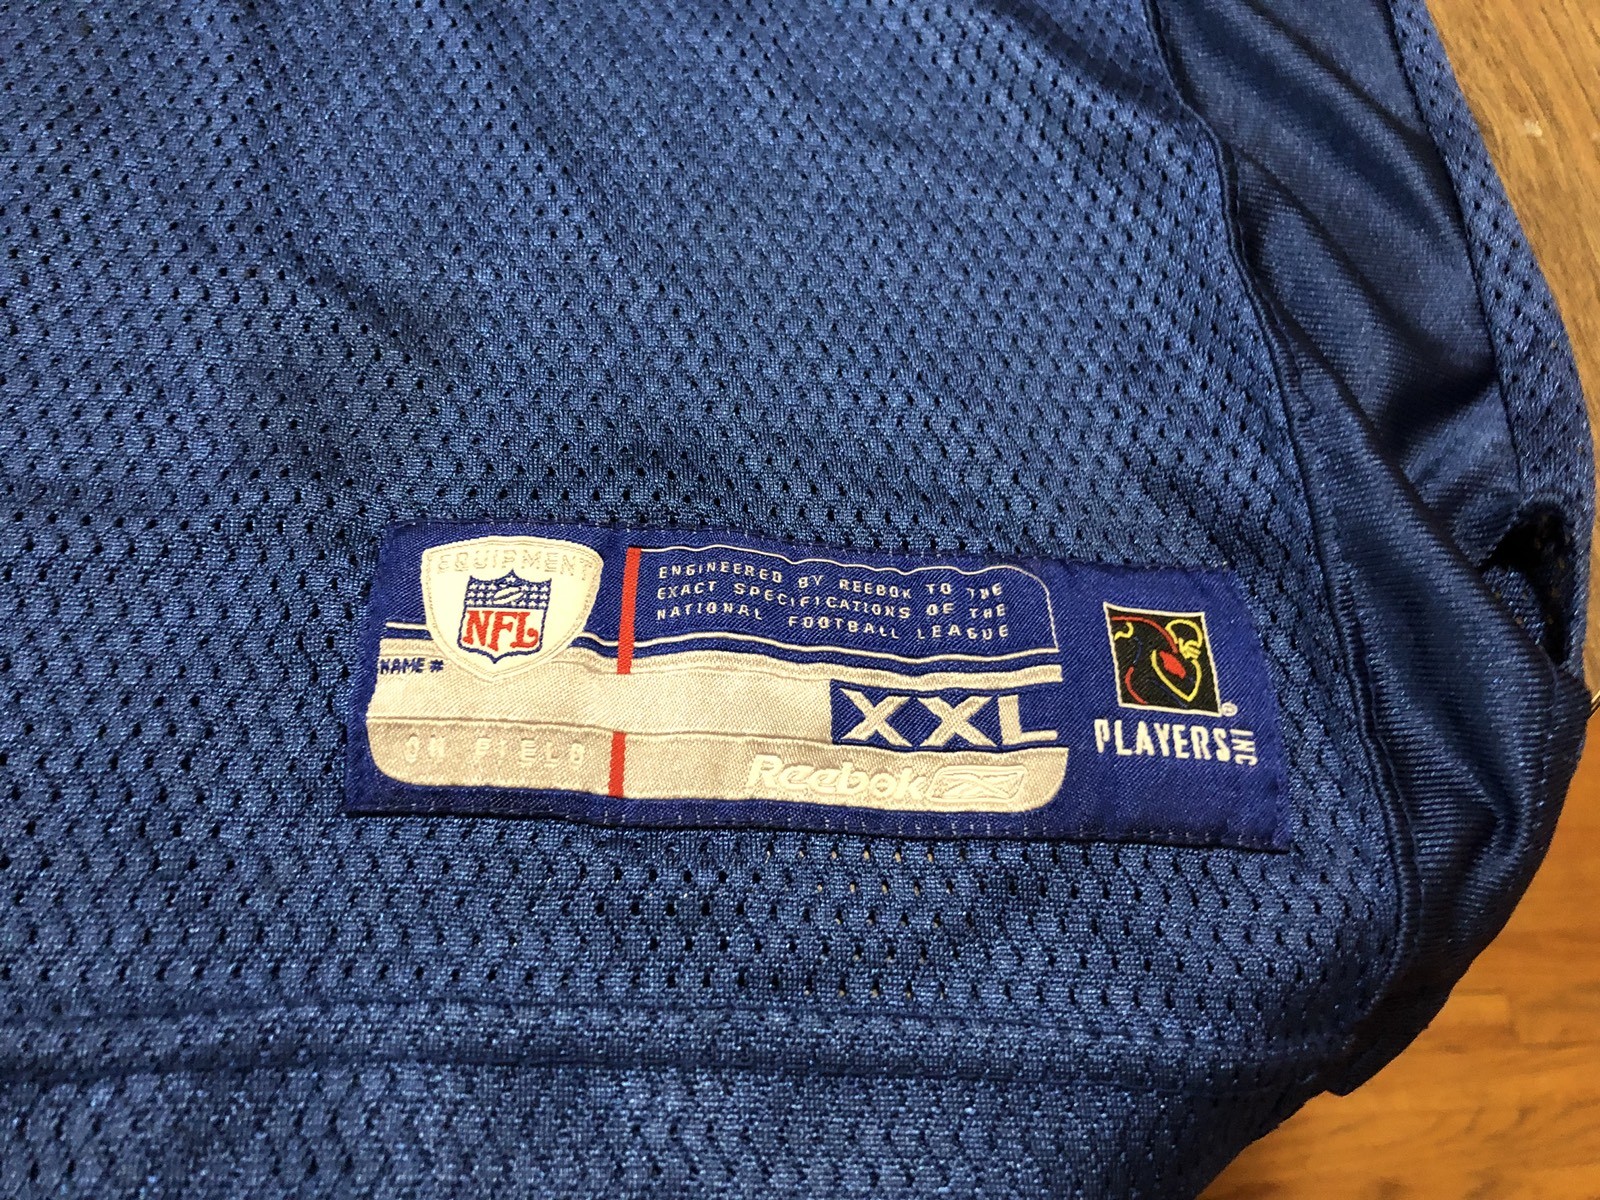 EQUIPMENT
NFL
ENGINEERED BY REEBOK TO THE
EXACT SPECIFICATIONS OF THE
NATIONAL FOOTBALL LEAGUE
NAME #
XXL
ON FIELD
Reebok
PLAYERS INC
®